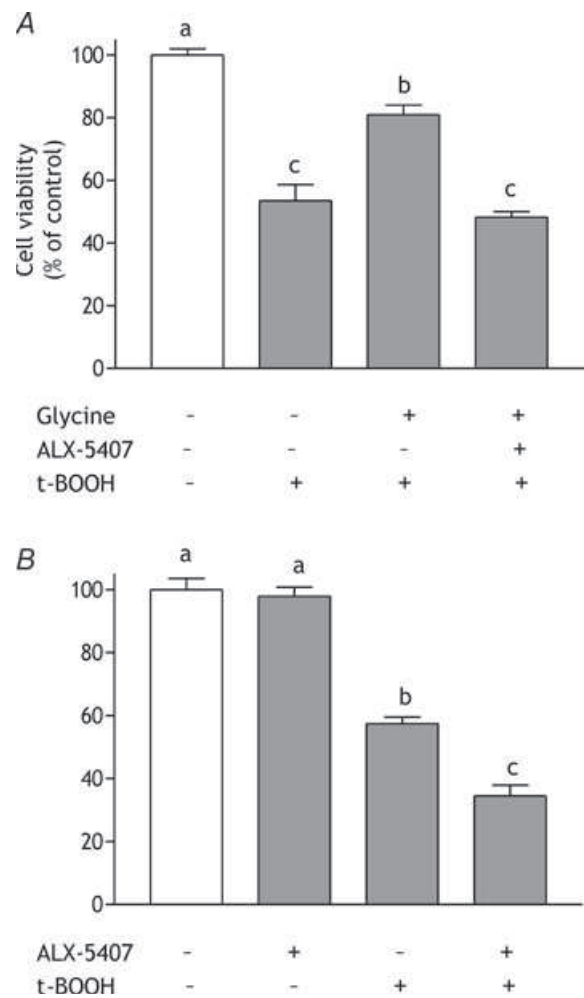 A
a
100
b
80
c
c
60
40
20
0
Cell viability
(% of control)
Glycine - - + +
ALX-5407 - - - +
t-BOOH - + + +
B
a
a
100
80
b
60
c
40
20
0
ALX-5407 - + - +
t-BOOH - - + +